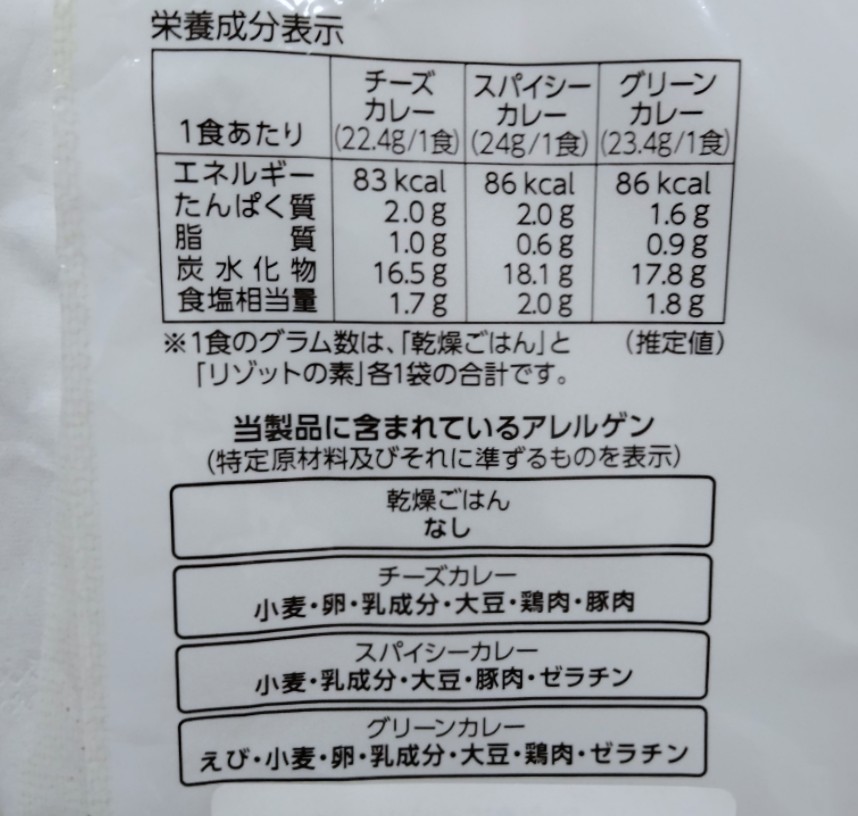 栄養成分表示
1食あたり チーズカレー(22.4g/1食) スパイシーカレー(24g/1食) グリーンカレー(23.4g/1食)
エネルギー 83 kcal 86 kcal 86 kcal
たんぱく質 2.0 g 2.0 g 1.6 g
脂質 1.0 g 0.6 g 0.9 g
炭水化物 16.5 g 18.1 g 17.8 g
食塩相当量 1.7 g 2.0 g 1.8 g
※1食のグラム数は、「乾燥ごはん」と (推定値)
「リゾットの素」各1袋の合計です。
当製品に含まれているアレルゲン
(特定原材料及びそれに準ずるものを表示)
乾燥ごはん
なし
チーズカレー
小麦・卵・乳成分・大豆・鶏肉・豚肉
スパイシーカレー
小麦・乳成分・大豆・豚肉・ゼラチン
グリーンカレー
えび・小麦・卵・乳成分・大豆・鶏肉・ゼラチン